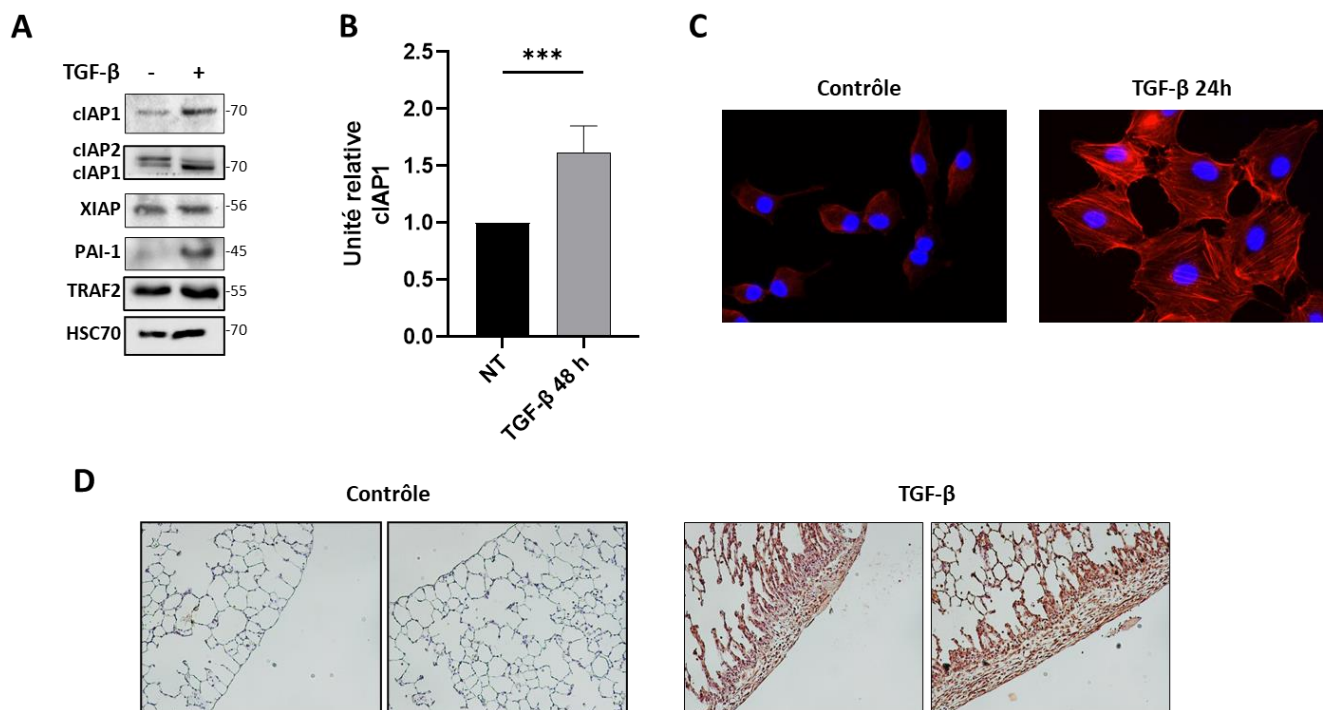 A
TGF-β - +
cIAP1 -70
cIAP2
cIAP1 -70
XIAP -56
PAI-1 -45
TRAF2 -55
HSC70 -70
B
2.5
2.0
1.5
1.0
0.5
0.0
Unité relative
cIAP1
***
NT
TGF-β 48 h
C
Contrôle
TGF-β 24h
D
Contrôle
TGF-β